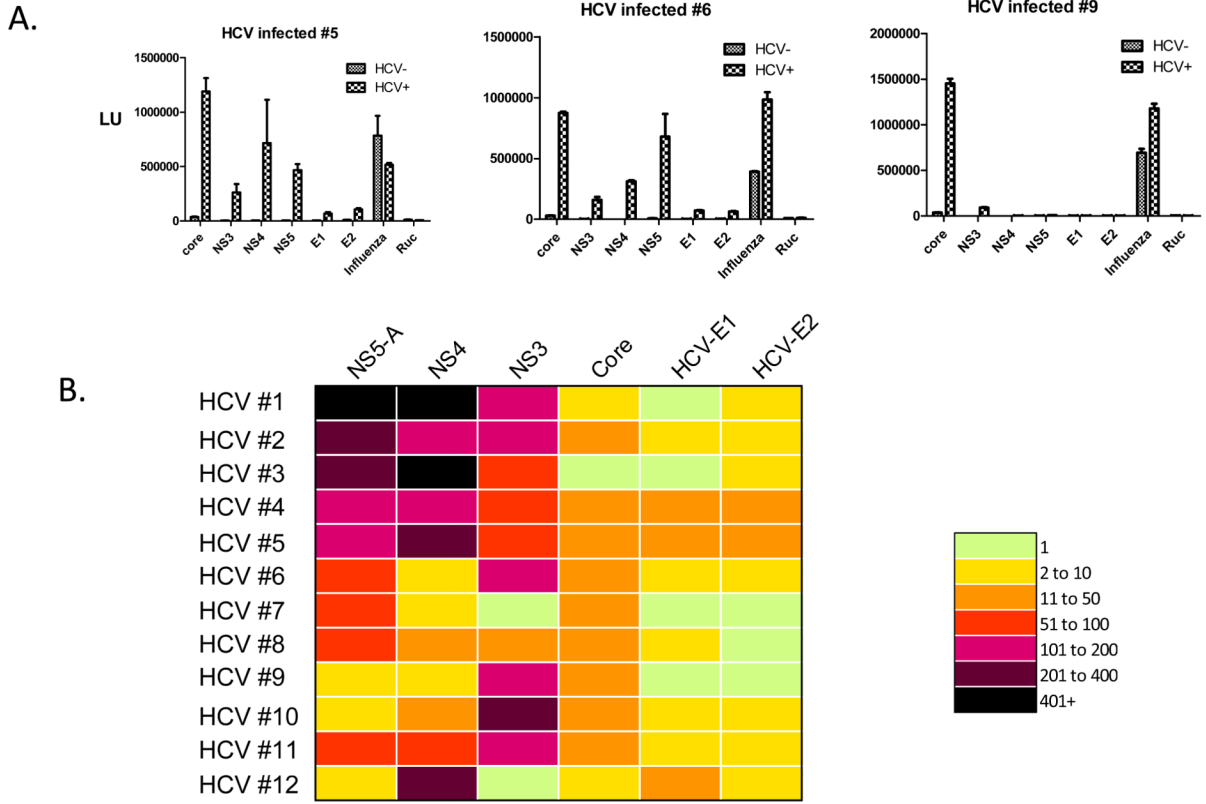 A.
HCV infected #5
LU
1500000
1000000
500000
0
HCV-
HCV+
core
NS3
NS4
NS5
E1
E2
Influenza
Ruc
HCV infected #6
1500000
1000000
500000
0
HCV-
HCV+
core
NS3
NS4
NS5
E1
E2
Influenza
Ruc
HCV infected #9
2000000
1500000
1000000
500000
0
HCV-
HCV+
core
NS3
NS4
NS5
E1
E2
Influenza
Ruc
B.
NS5-A
NS4
NS3
Core
HCV-E1
HCV-E2
HCV #1
HCV #2
HCV #3
HCV #4
HCV #5
HCV #6
HCV #7
HCV #8
HCV #9
HCV #10
HCV #11
HCV #12
1
2 to 10
11 to 50
51 to 100
101 to 200
201 to 400
401+